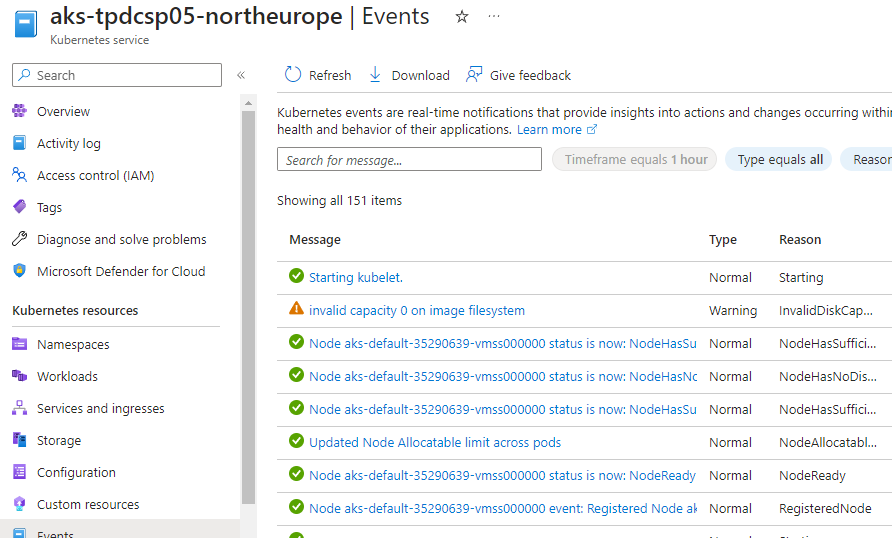 aks-tpdcsp05-northeurope | Events
Kubernetes service
Search
Refresh
Download
Give feedback
Overview
Activity log
Access control (IAM)
Tags
Diagnose and solve problems
Microsoft Defender for Cloud
Kubernetes resources
Namespaces
Workloads
Services and ingresses
Storage
Configuration
Custom resources
Events
Kubernetes events are real-time notifications that provide insights into actions and changes occurring within
health and behavior of their applications. Learn more
Search for message...
Timeframe equals 1 hour
Type equals all
Reason
Showing all 151 items
Message Type Reason
Starting kubelet. Normal Starting
invalid capacity 0 on image filesystem Warning InvalidDiskCap...
Node aks-default-35290639-vmss000000 status is now: NodeHasSu Normal NodeHasSuffici...
Node aks-default-35290639-vmss000000 status is now: NodeHasNo Normal NodeHasNoDis...
Node aks-default-35290639-vmss000000 status is now: NodeHasSu Normal NodeHasSuffici...
Updated Node Allocatable limit across pods Normal NodeAllocatabl...
Node aks-default-35290639-vmss000000 status is now: NodeReady Normal NodeReady
Node aks-default-35290639-vmss000000 event: Registered Node ak Normal RegisteredNode